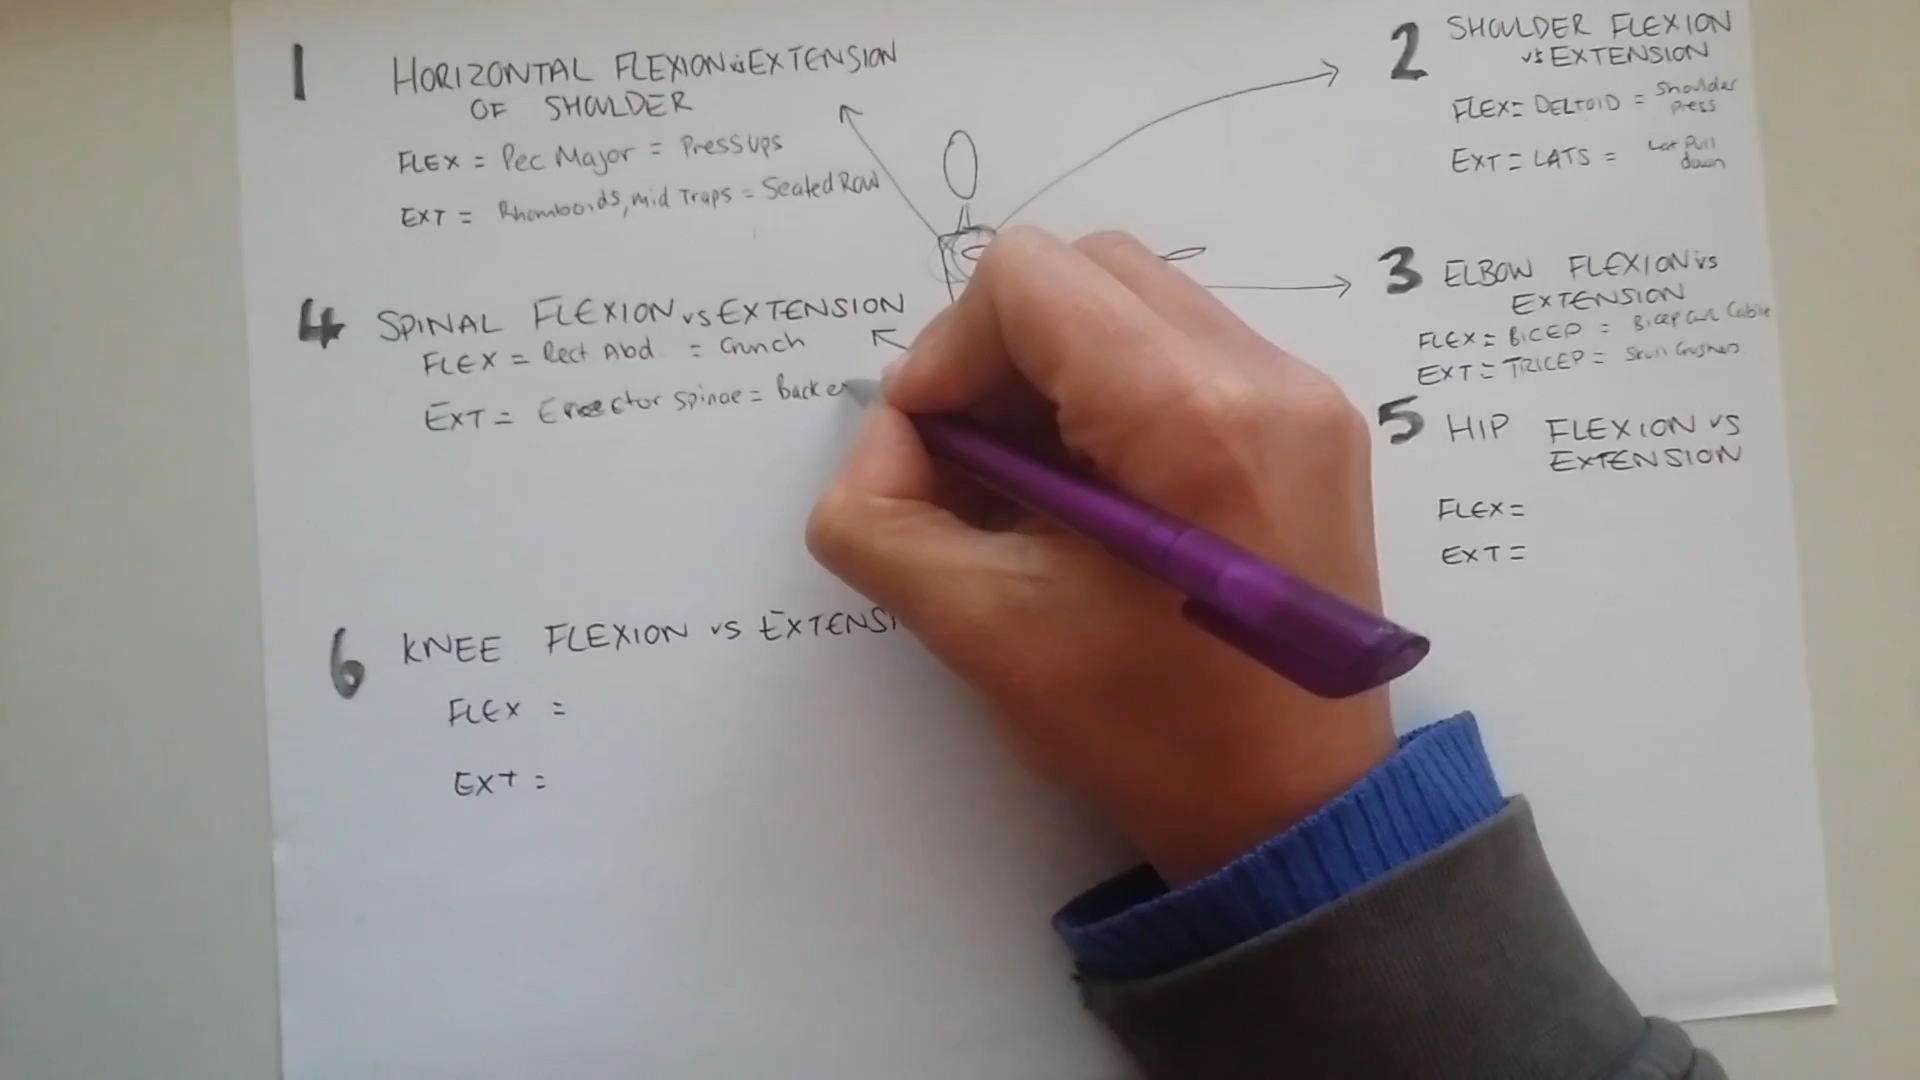 1
HORIZONTAL FLEXION vs EXTENSION
OF SHOULDER
FLEX = Pec Major = Press ups
EXT = Rhomboids, mid Traps = Seated Row
2
SHOULDER FLEXION
vs EXTENSION
FLEX = DELTOID = Shoulder
Press
EXT = LATS = Lat Pull
down
3
ELBOW FLEXION vs
EXTENSION
FLEX = BICEP = Bicep Curl Cable
EXT = TRICEP = Skull Crushers
4
SPINAL FLEXION vs EXTENSION
FLEX = Rect Abd = Crunch
EXT = Erector Spinae = Back e
5
HIP FLEXION vs
EXTENSION
FLEX =
EXT =
6
KNEE FLEXION vs EXTENSI
FLEX =
EXT =